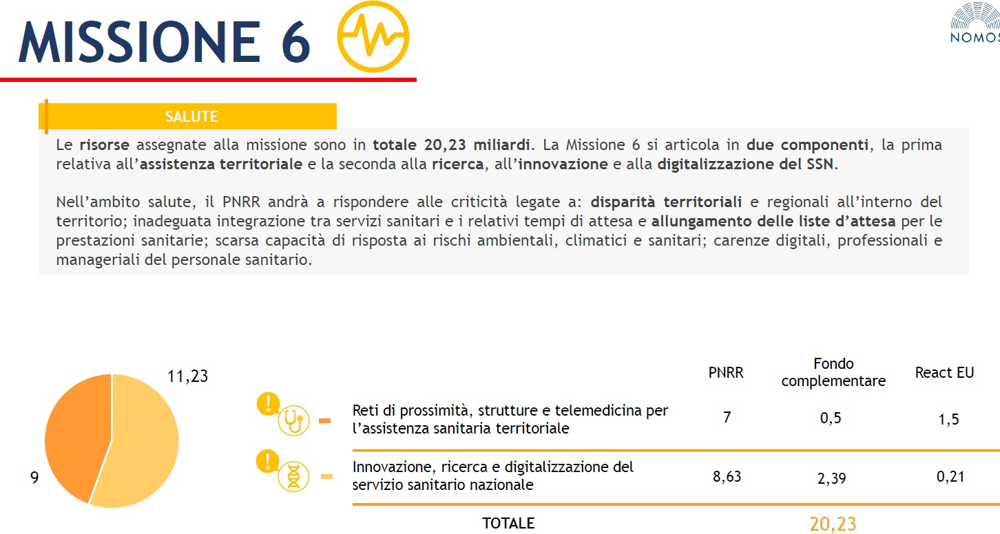 MISSIONE 6
NOMOS
SALUTE
Le risorse assegnate alla missione sono in totale 20,23 miliardi. La Missione 6 si articola in due componenti, la prima
relativa all’assistenza territoriale e la seconda alla ricerca, all’innovazione e alla digitalizzazione del SSN.
Nell’ambito salute, il PNRR andrà a rispondere alle criticità legate a: disparità territoriali e regionali all’interno del
territorio; inadeguata integrazione tra servizi sanitari e i relativi tempi di attesa e allungamento delle liste d’attesa per le
prestazioni sanitarie; scarsa capacità di risposta ai rischi ambientali, climatici e sanitari; carenze digitali, professionali e
manageriali del personale sanitario.
11,23
9
PNRR
Fondo
complementare
React EU
!
Reti di prossimità, strutture e telemedicina per
l’assistenza sanitaria territoriale
7
0,5
1,5
!
Innovazione, ricerca e digitalizzazione del
servizio sanitario nazionale
8,63
2,39
0,21
TOTALE
20,23